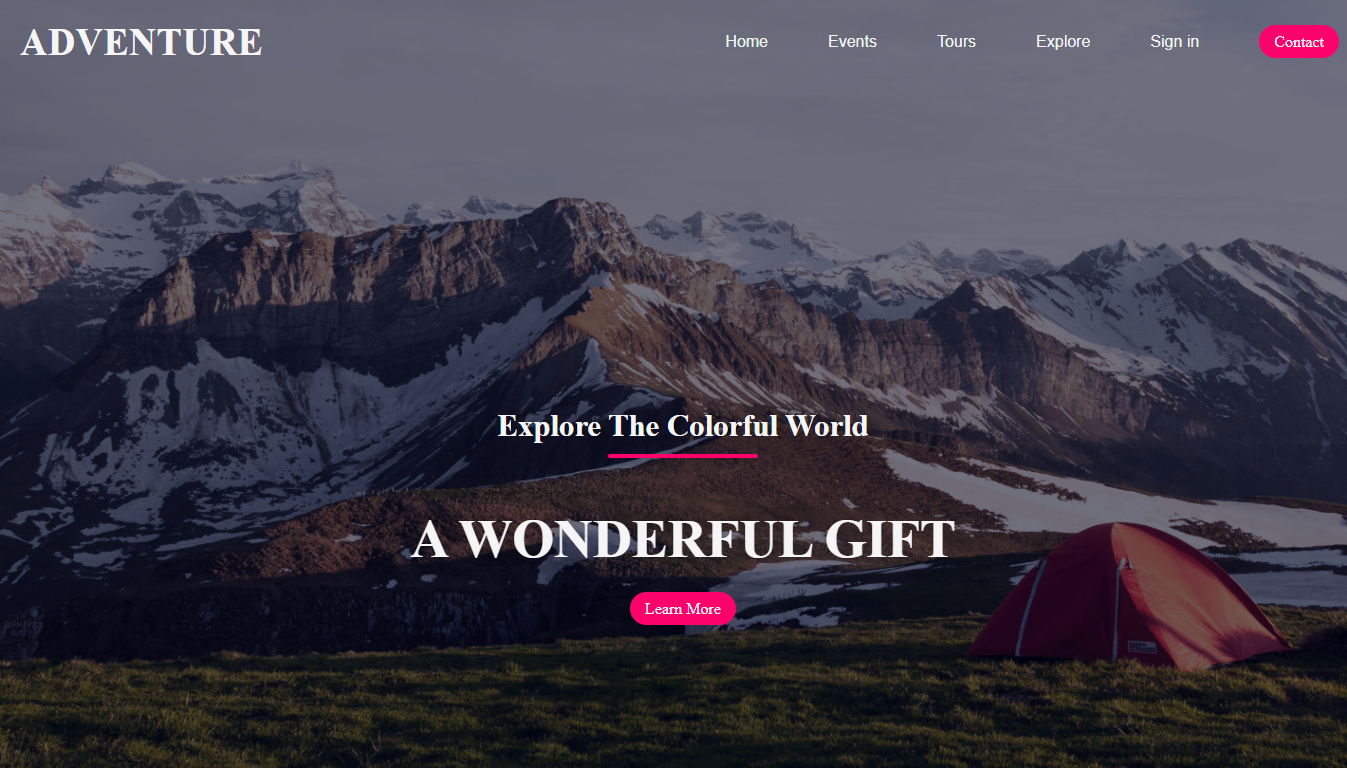 ADVENTURE
Home Events Tours Explore Sign in Contact
Explore The Colorful World
A WONDERFUL GIFT
Learn More